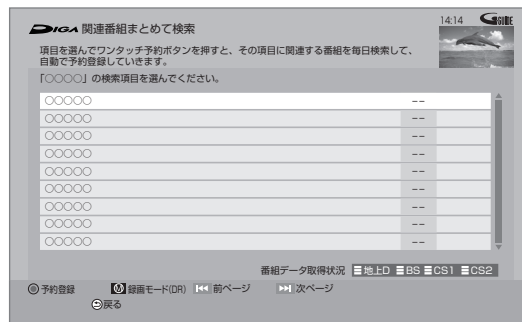 DIGA 関連番組まとめて検索
14:14 GGUIDE
項目を選んでワンタッチ予約ボタンを押すと、その項目に関連する番組を毎日検索して、
自動で予約登録していきます。
「○○○○」の検索項目を選んでください。
○○○○○ --
○○○○○ --
○○○○○ --
○○○○○ --
○○○○○ --
○○○○○ --
○○○○○ --
○○○○○ --
○○○○○ --
番組データ取得状況 地上D BS CS1 CS2
予約登録 録画モード(DR) 前ページ 次ページ
戻る